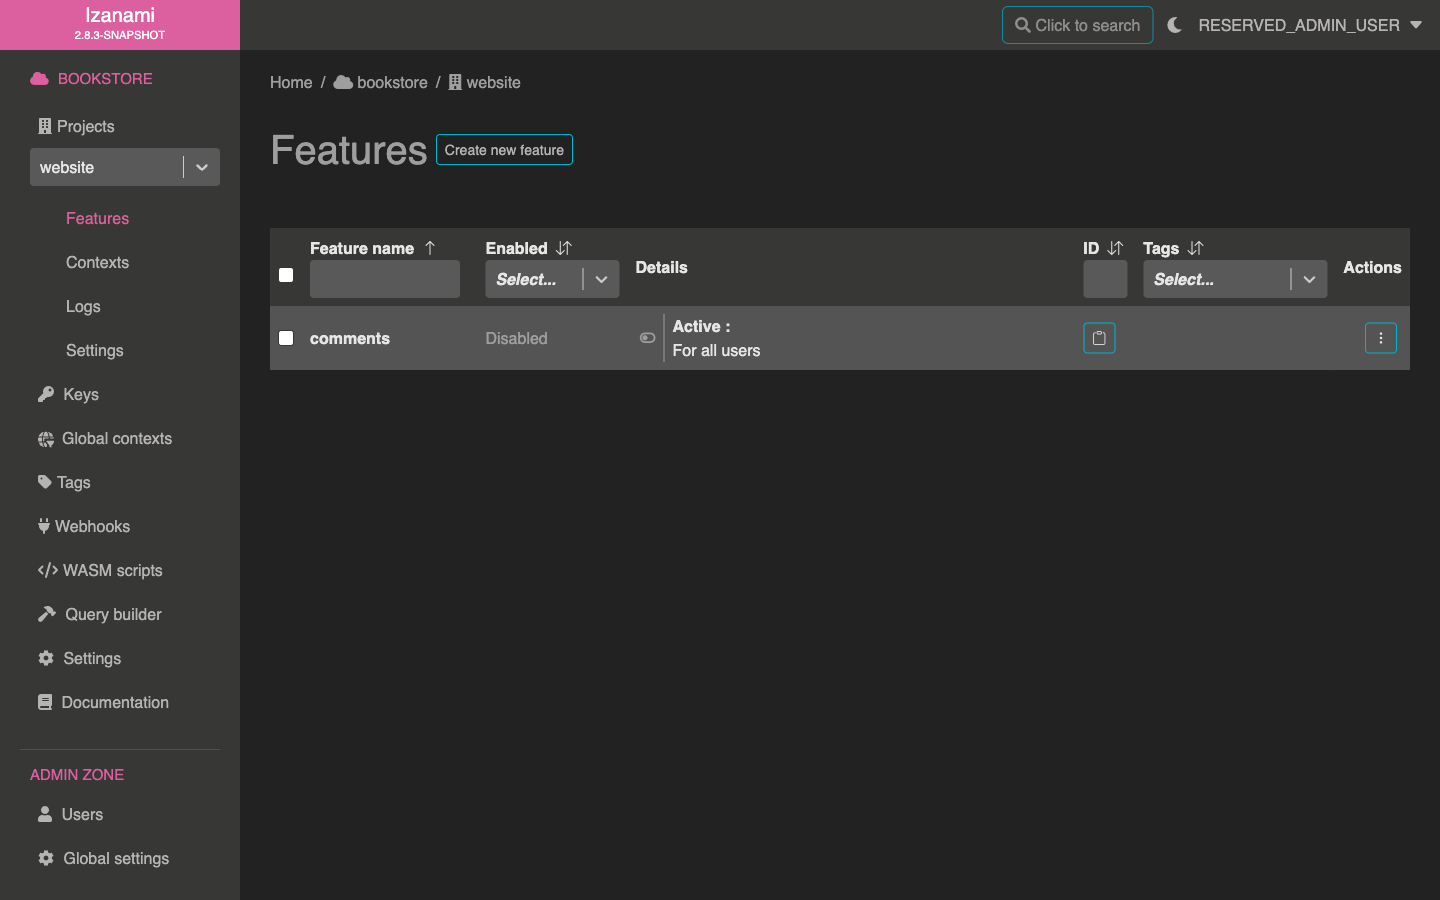 Izanami
2.8.3-SNAPSHOT
Click to search
RESERVED_ADMIN_USER
BOOKSTORE
Projects
website
Features
Contexts
Logs
Settings
Keys
Global contexts
Tags
Webhooks
WASM scripts
Query builder
Settings
Documentation
ADMIN ZONE
Users
Global settings
Home / bookstore / website
Features
Create new feature
Feature name
Enabled
Select...
Details
ID
Tags
Select...
Actions
comments
Disabled
Active :
For all users